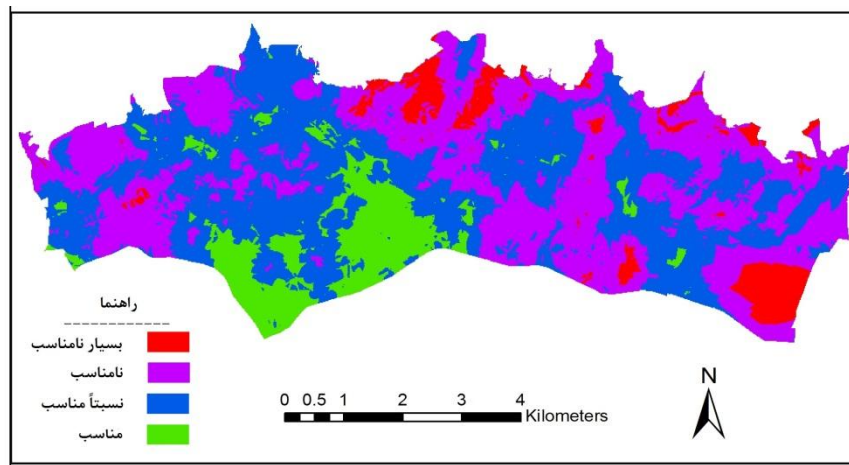 راهنما
بسیار نامناسب
نامناسب
نسبتاً مناسب
مناسب
0 0.5 1 2 3 4
Kilometers
N